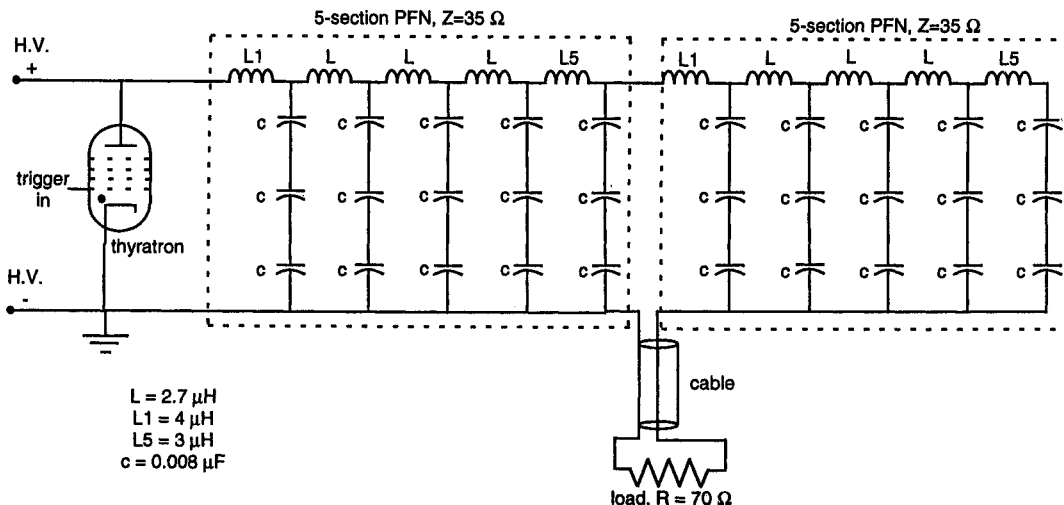 5-section PFN, Z=35 Ω
5-section PFN, Z=35 Ω
H.V.
+
L1 L L L L5
L1 L L L L5
c c c c c
c c c c c
trigger
in
c c c c c
c c c c c
thyratron
H.V.
-
c c c c c
c c c c c
cable
L = 2.7 μH
L1 = 4 μH
L5 = 3 μH
c = 0.008 μF
load, R = 70 Ω